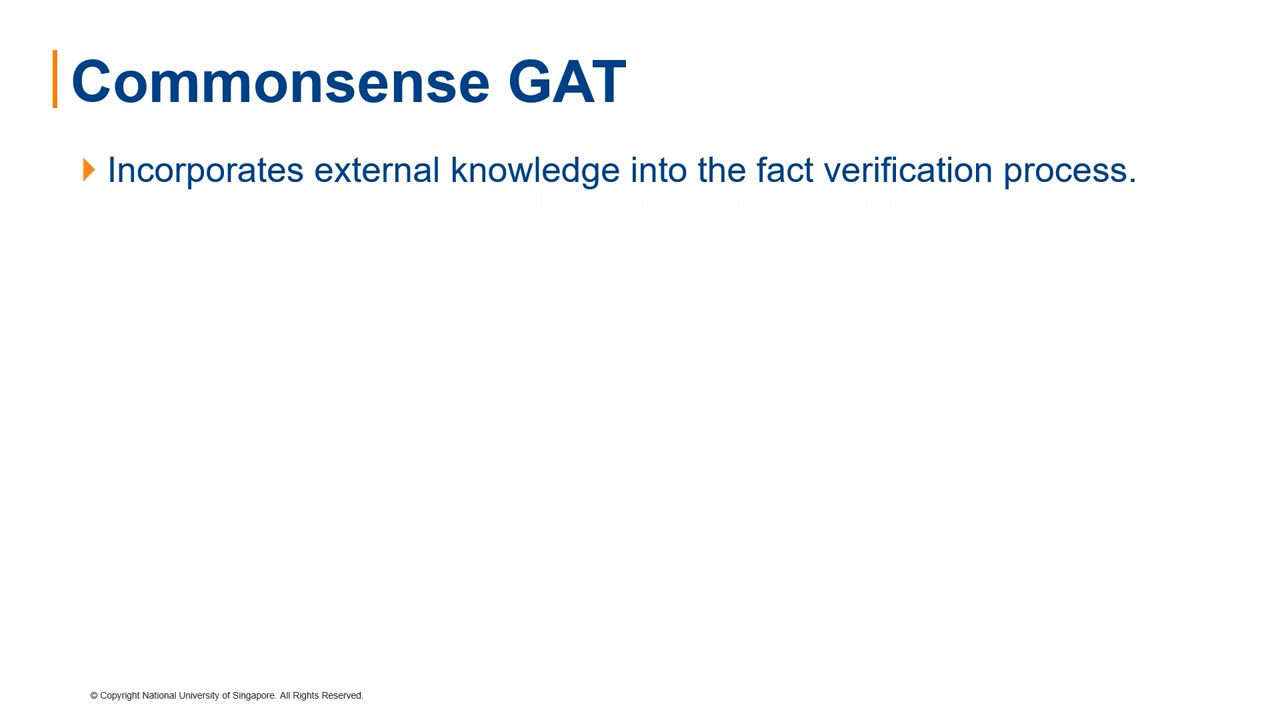 Commonsense GAT
Incorporates external knowledge into the fact verification process.
© Copyright National University of Singapore. All Rights Reserved.